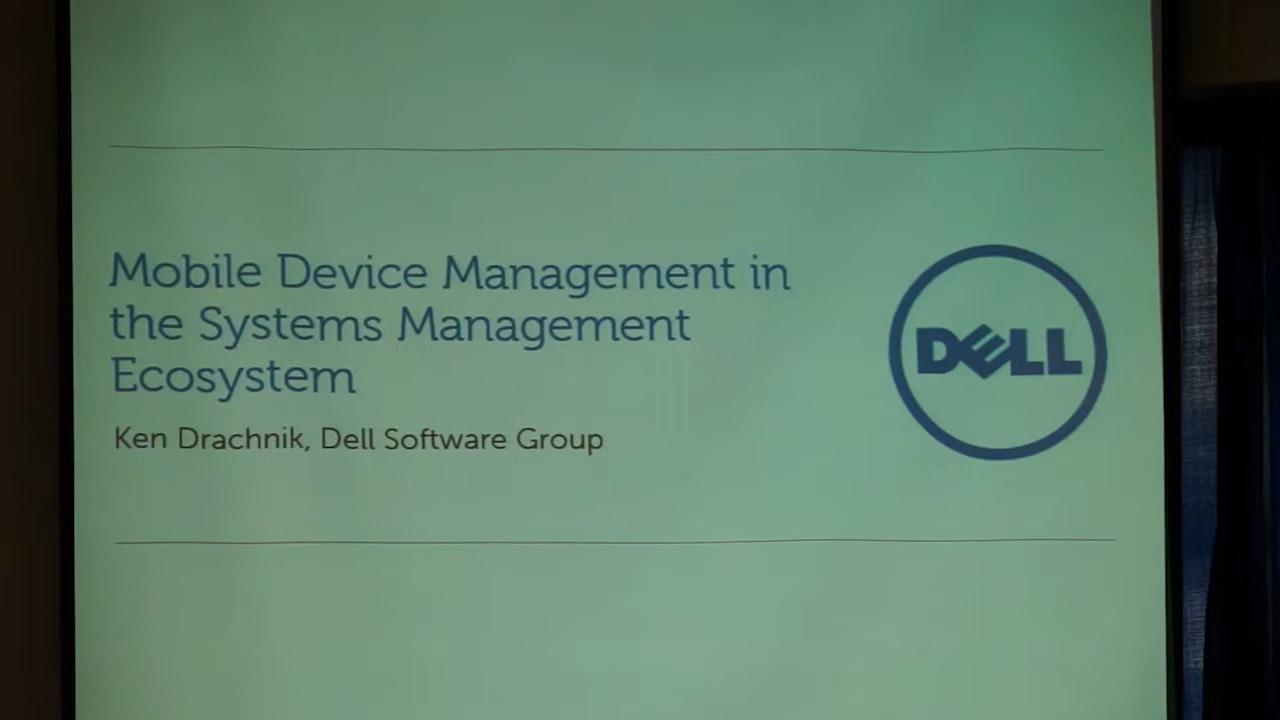 Mobile Device Management in
the Systems Management
Ecosystem
Ken Drachnik, Dell Software Group
DELL